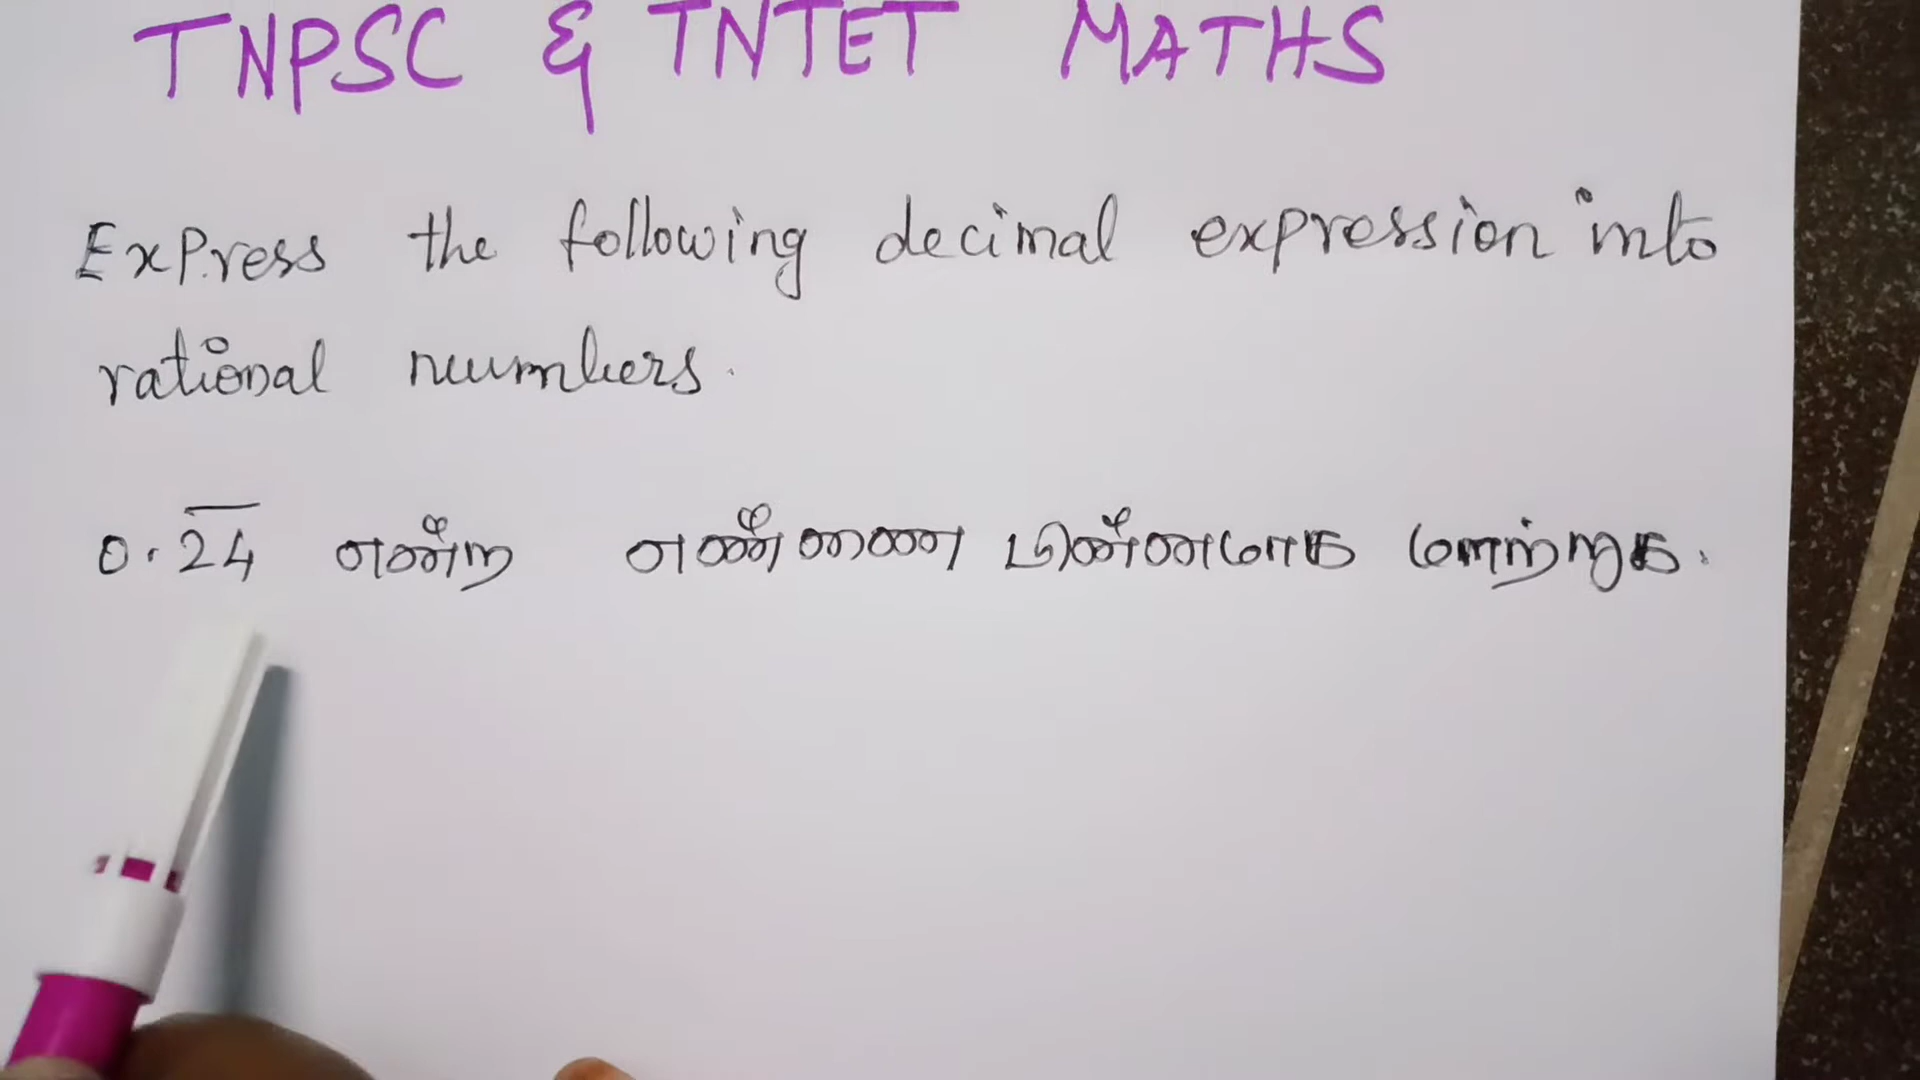 TNPSC & TNTET MATHS
Express the following decimal expression into
rational numbers.
0.2̅4̅ என்ற எண்ணை பின்னமாக மாற்றுக.